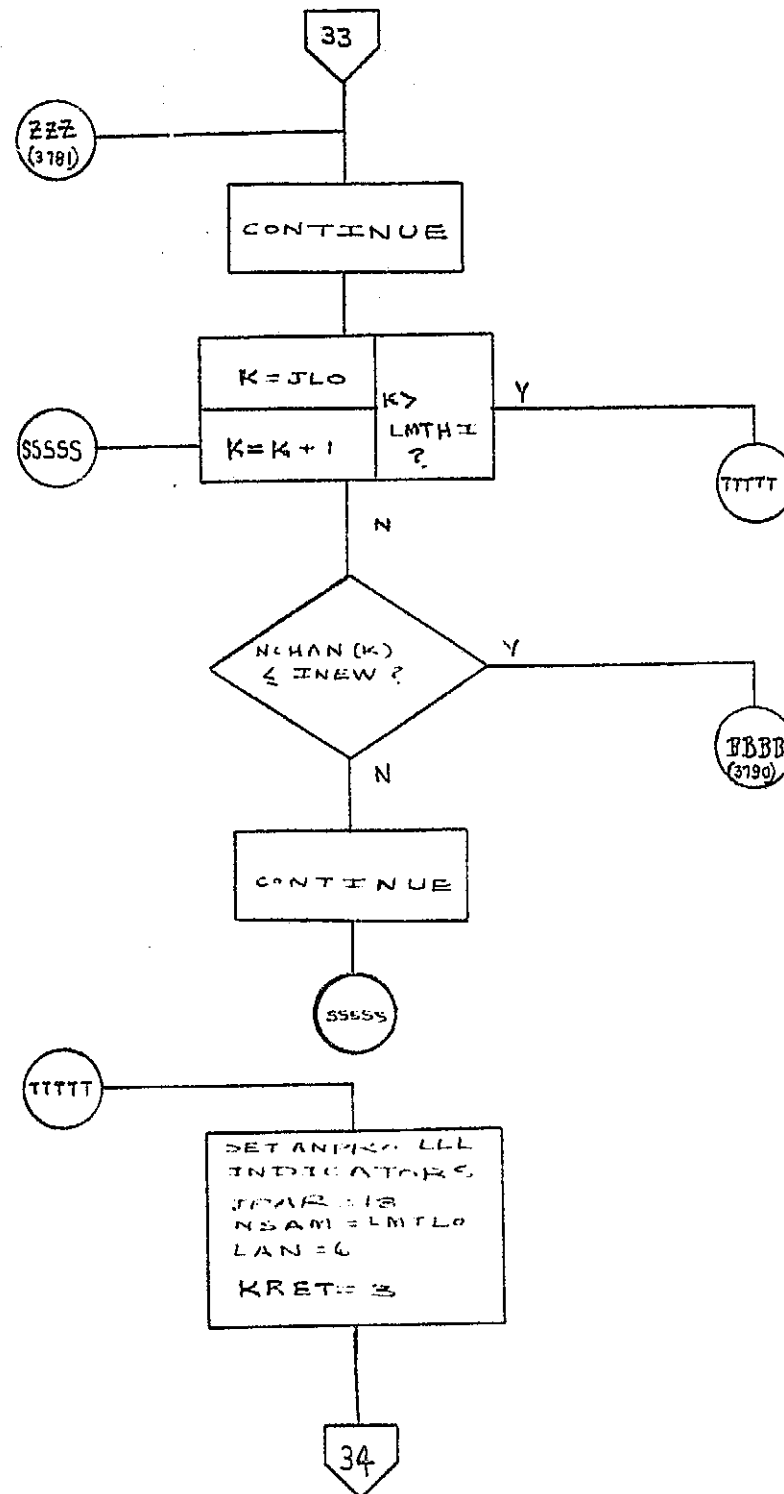 33
ZZZ
(3781)
CONTINUE
K = JLO
K = K + 1
K >
LMTHI
?
Y
SSSSS
TTTTT
N
NCHAN (K)
≤ INEW ?
Y
BBBB
(3790)
N
CONTINUE
SSSSS
TTTTT
SET LLL
INDICATORS
= 18
NSAM = LMTLO
LAN = 6
KRET = 3
34